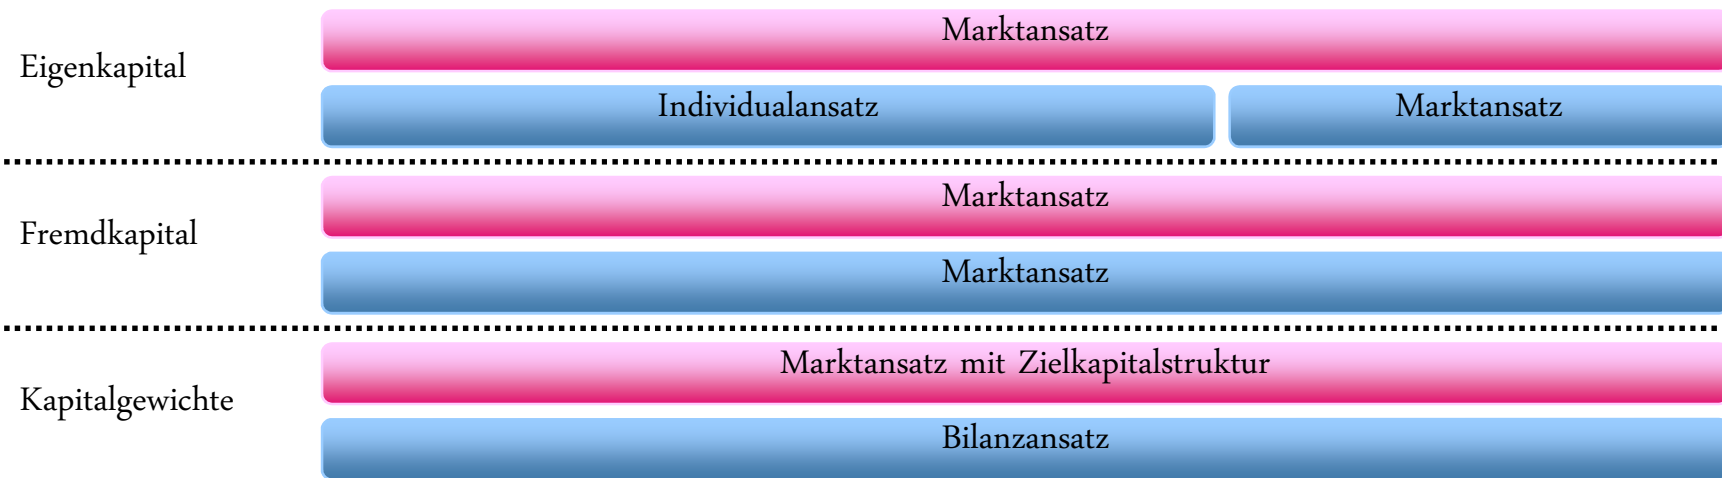 Marktansatz
Eigenkapital
Individualansatz Marktansatz
Marktansatz
Fremdkapital
Marktansatz
Marktansatz mit Zielkapitalstruktur
Kapitalgewichte
Bilanzansatz